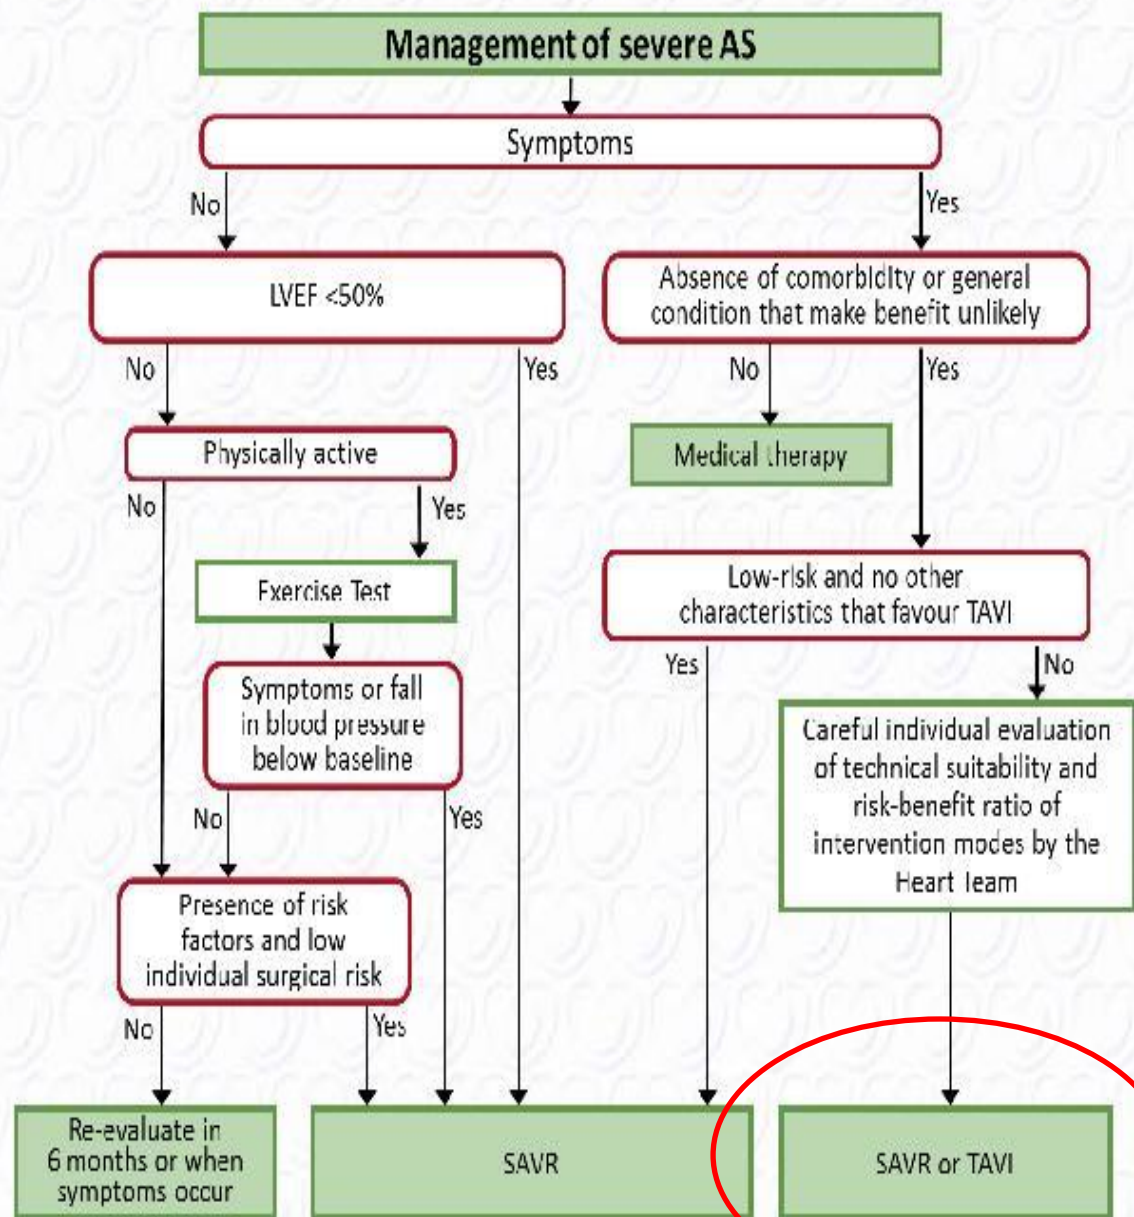 Management of severe AS
Symptoms
No
Yes
LVEF <50%
Absence of comorbidity or general
condition that make benefit unlikely
No
Yes
No
Yes
Physically active
Medical therapy
No
Yes
Exercise Test
Low-risk and no other
characteristics that favour TAVI
Yes
No
Symptoms or fall
in blood pressure
below baseline
Careful individual evaluation
of technical suitability and
risk-benefit ratio of
intervention modes by the
Heart Team
No
Yes
Presence of risk
factors and low
individual surgical risk
No
Yes
Re-evaluate in
6 months or when
symptoms occur
SAVR
SAVR or TAVI